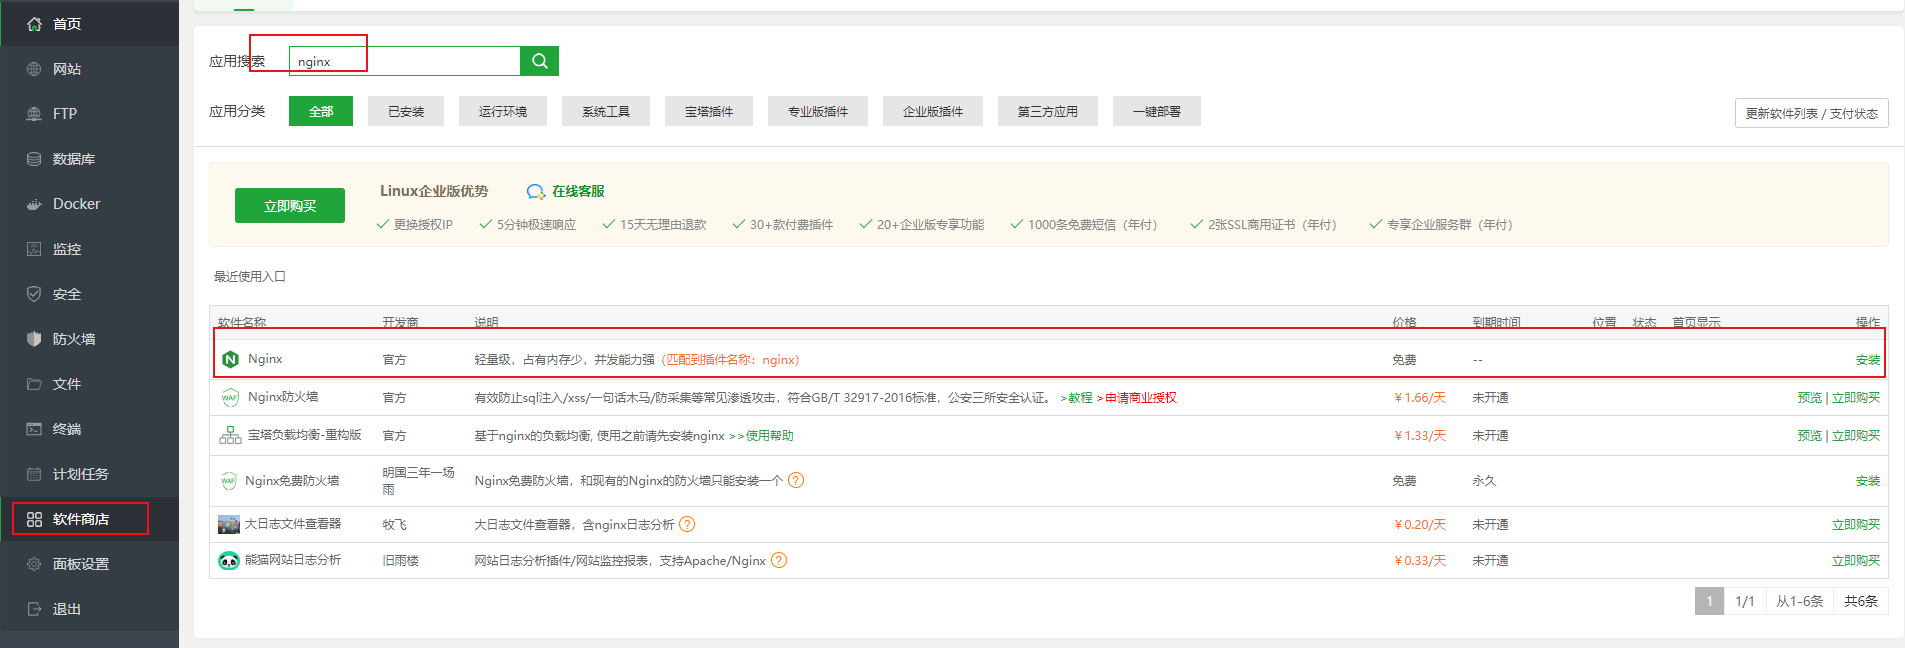 首页
网站
FTP
数据库
Docker
监控
安全
防火墙
文件
终端
计划任务
软件商店
面板设置
退出
应用搜索 nginx
应用分类 全部 已安装 运行环境 系统工具 宝塔插件 专业版插件 企业版插件 第三方应用 一键部署 更新软件列表 / 支付状态
立即购买 Linux企业版优势 在线客服
更换授权IP 5分钟极速响应 15天无理由退款 30+款付费插件 20+企业版专享功能 1000条免费短信（年付） 2张SSL商用证书（年付） 专享企业服务群（年付）
最近使用入口
软件名称 开发商 说明 价格 到期时间 位置 状态 首页显示 操作
Nginx 官方 轻量级，占有内存少，并发能力强（匹配到插件名称：nginx） 免费 -- 安装
WAF Nginx防火墙 官方 有效防止sql注入/xss/一句话木马/防采集等常见渗透攻击，符合GB/T 32917-2016标准，公安三所安全认证。 >教程 >申请商业授权 ￥1.66/天 未开通 预览 | 立即购买
宝塔负载均衡-重构版 官方 基于nginx的负载均衡, 使用之前请先安装nginx >>使用帮助 ￥1.33/天 未开通 预览 | 立即购买
WAF Nginx免费防火墙 明国三年一场雨 Nginx免费防火墙，和现有的Nginx的防火墙只能安装一个 ? 免费 永久 安装
大日志文件查看器 牧飞 大日志文件查看器，含nginx日志分析 ? ￥0.20/天 未开通 立即购买
熊猫网站日志分析 旧雨楼 网站日志分析插件/网站监控报表，支持Apache/Nginx ? ￥0.33/天 未开通 立即购买
1 1/1 从1-6条 共6条